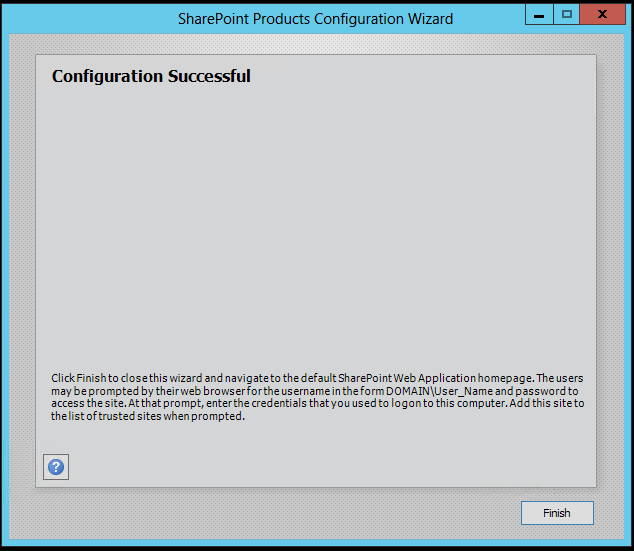 SharePoint Products Configuration Wizard
Configuration Successful
Click Finish to close this wizard and navigate to the default SharePoint Web Application homepage. The users
may be prompted by their web browser for the username in the form DOMAIN\User_Name and password to
access the site. At that prompt, enter the credentials that you used to logon to this computer. Add this site to
the list of trusted sites when prompted.
?
Finish